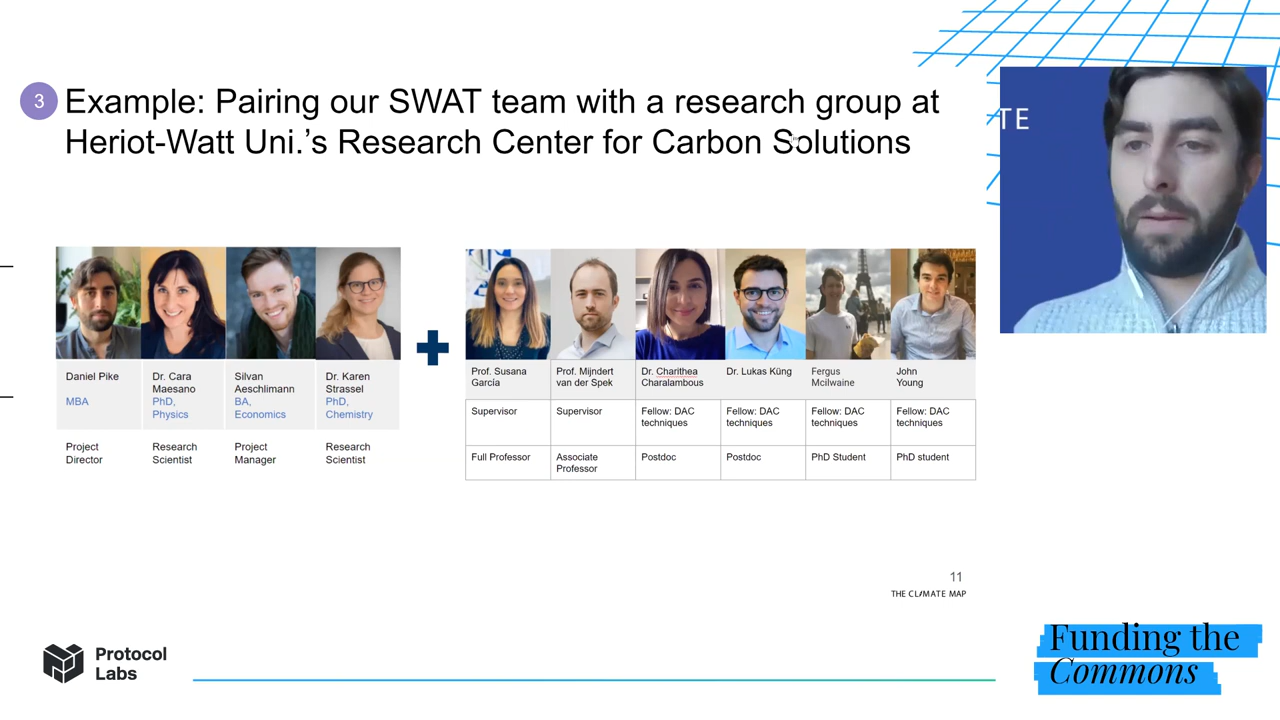 3
Example: Pairing our SWAT team with a research group at
Heriot-Watt Uni.’s Research Center for Carbon Solutions
TE
Daniel Pike
MBA
Project
Director
Dr. Cara
Maesano
PhD,
Physics
Research
Scientist
Silvan
Aeschlimann
BA,
Economics
Project
Manager
Dr. Karen
Strassel
PhD,
Chemistry
Research
Scientist
Prof. Susana
García
Supervisor
Full Professor
Prof. Mijndert
van der Spek
Supervisor
Associate
Professor
Dr. Charithea
Charalambous
Fellow: DAC
techniques
Postdoc
Dr. Lukas Küng
Fellow: DAC
techniques
Postdoc
Fergus
Mcilwaine
Fellow: DAC
techniques
PhD Student
John
Young
Fellow: DAC
techniques
PhD student
11
THE CLIMATE MAP
Protocol
Labs
Funding the
Commons